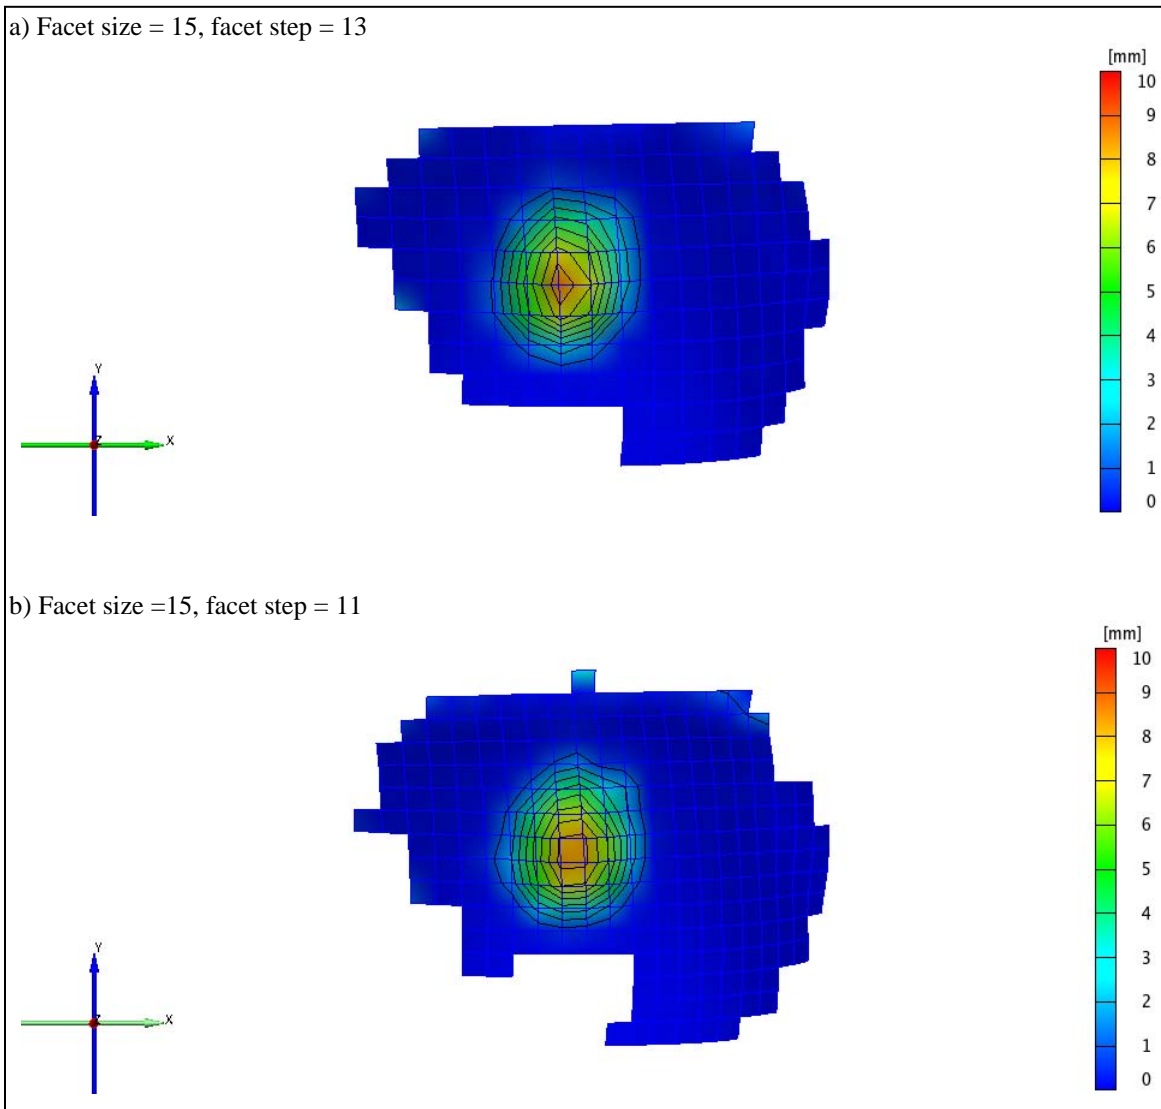 a) Facet size = 15, facet step = 13
[mm]
10
9
8
7
6
5
4
3
2
1
0
Y
Z
X
b) Facet size =15, facet step = 11
[mm]
10
9
8
7
6
5
4
3
2
1
0
Y
Z
X